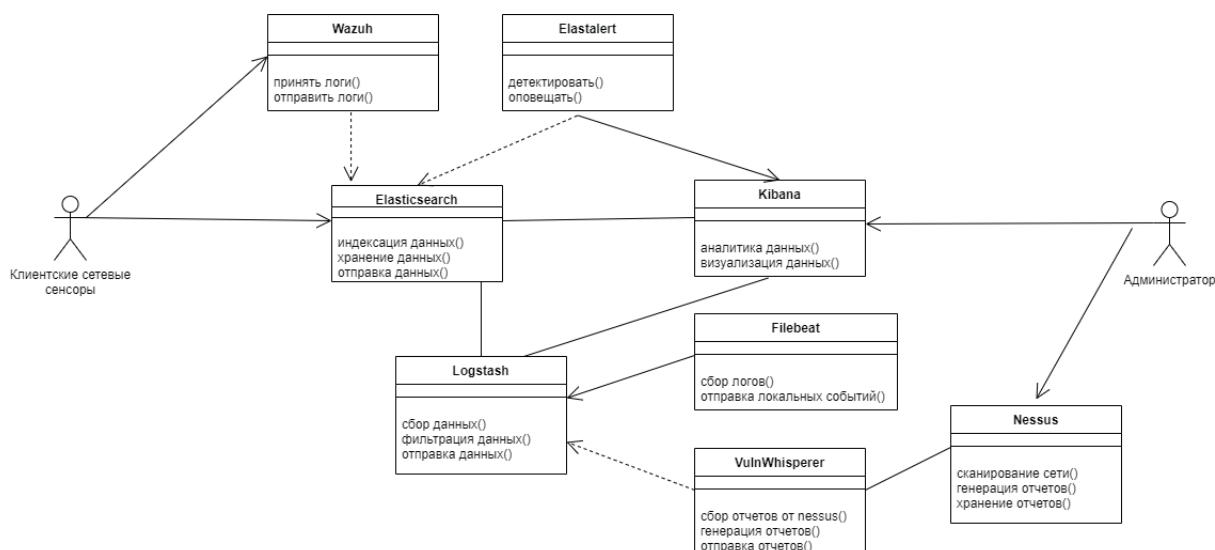 Wazuh
принять логи()
отправить логи()
Elastalert
детектировать()
оповещать()
Elasticsearch
индексация данных()
хранение данных()
отправка данных()
Kibana
аналитика данных()
визуализация данных()
Клиентские сетевые
сенсоры
Администратор
Filebeat
сбор логов()
отправка локальных событий()
Logstash
сбор данных()
фильтрация данных()
отправка данных()
Nessus
сканирование сети()
генерация отчетов()
хранение отчетов()
VulnWhisperer
сбор отчетов от nessus()
генерация отчетов()
отправка отчетов()